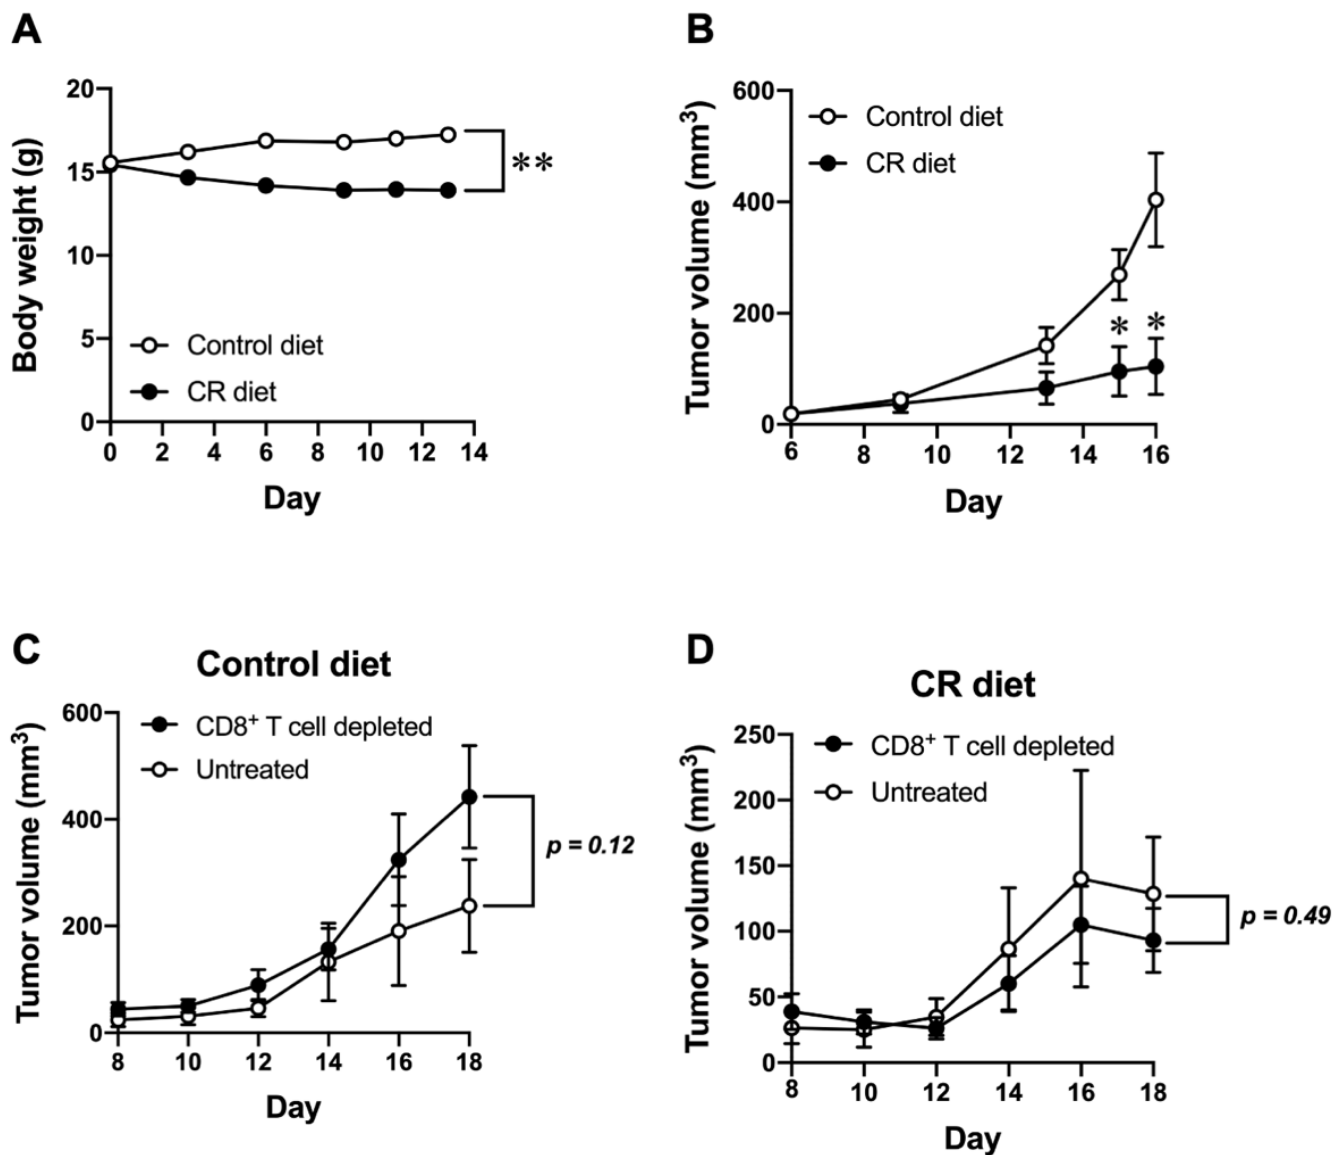 A
20
15
10
5
0
Body weight (g)
**
Control diet
CR diet
0 2 4 6 8 10 12 14
Day
B
600
400
200
0
Tumor volume (mm³)
Control diet
CR diet
* *
6 8 10 12 14 16
Day
C
Control diet
600
400
200
0
Tumor volume (mm³)
CD8⁺ T cell depleted
Untreated
p = 0.12
8 10 12 14 16 18
Day
D
CR diet
250
200
150
100
50
0
Tumor volume (mm³)
CD8⁺ T cell depleted
Untreated
p = 0.49
8 10 12 14 16 18
Day